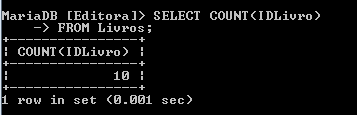 MariaDB [Editora]> SELECT COUNT(IDLivro)
    -> FROM Livros;
+----------------+
| COUNT(IDLivro) |
+----------------+
|             10 |
+----------------+
1 row in set (0.001 sec)